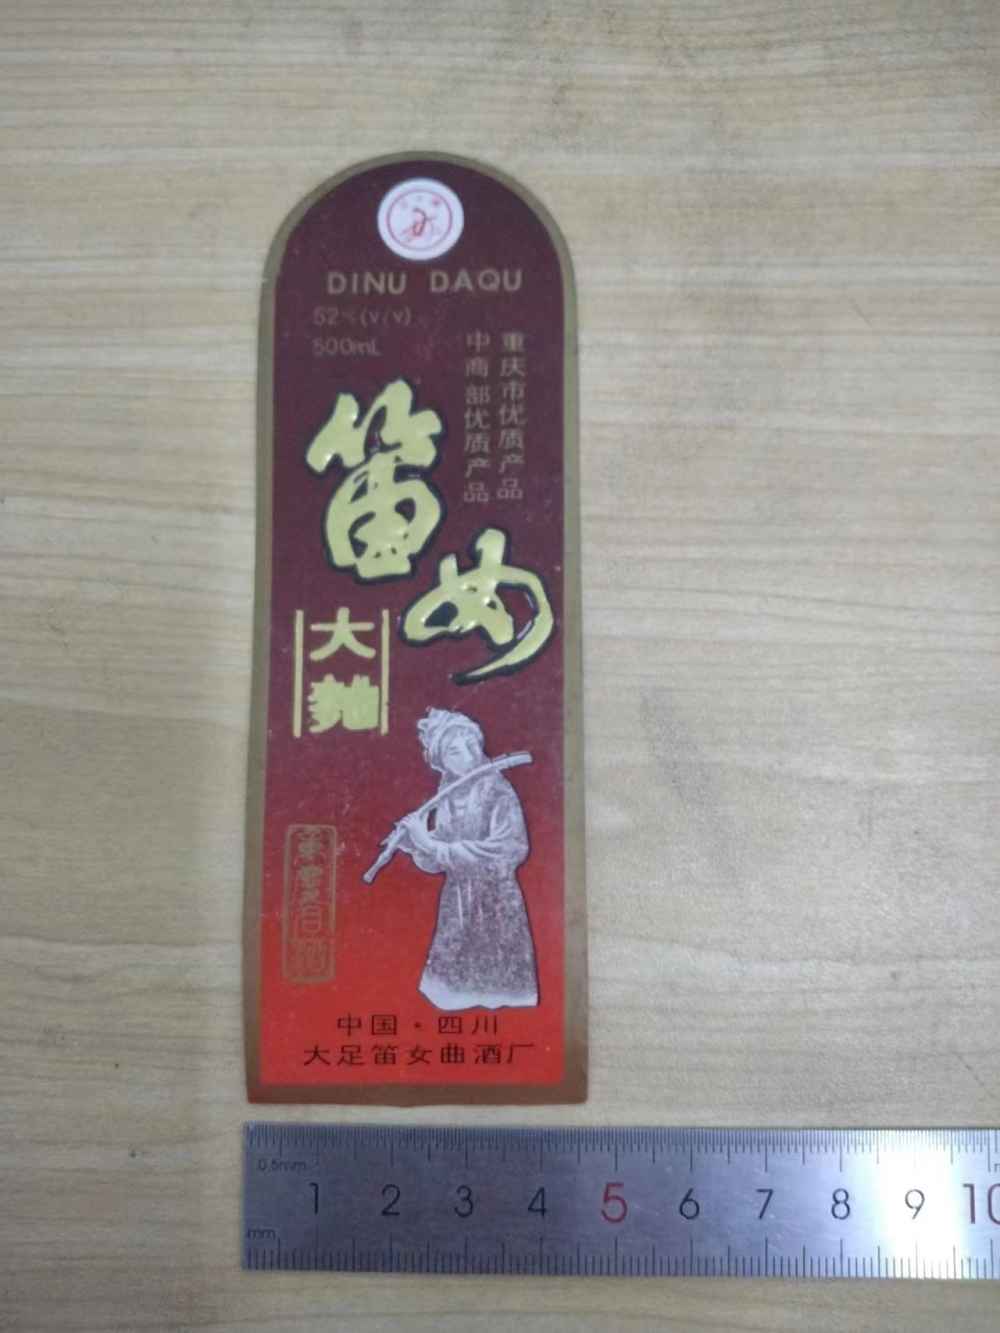 DINU DAQU
52%(v/v)
500mL
重庆市优质产品
中商部优质产品
笛女
大麯
中国·四川
大足笛女曲酒厂
0.5mm
1 2 3 4 5 6 7 8 9 10
mm